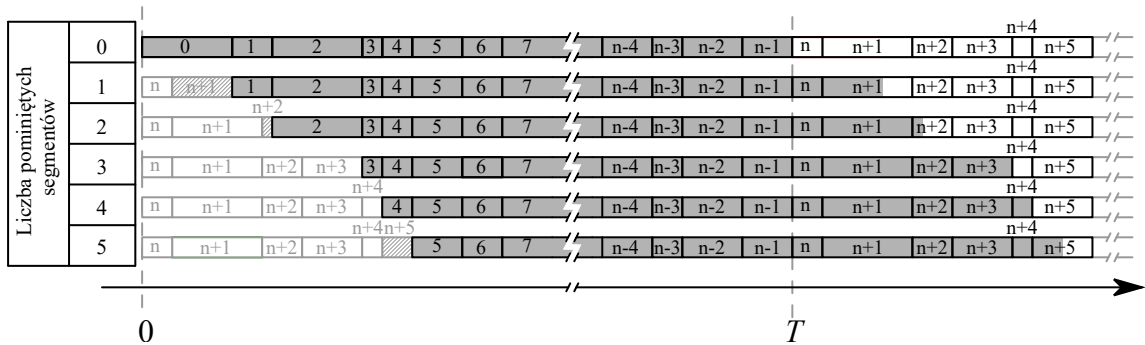 n+4
Liczba pominiętych segmentów
0 0 1 2 3 4 5 6 7 n-4 n-3 n-2 n-1 n n+1 n+2 n+3 n+5
n+4
1 n n+1 1 2 3 4 5 6 7 n-4 n-3 n-2 n-1 n n+1 n+2 n+3 n+5
n+2 n+4
2 n n+1 2 3 4 5 6 7 n-4 n-3 n-2 n-1 n n+1 n+2 n+3 n+5
n+4
3 n n+1 n+2 n+3 3 4 5 6 7 n-4 n-3 n-2 n-1 n n+1 n+2 n+3 n+5
n+4 n+4
4 n n+1 n+2 n+3 4 5 6 7 n-4 n-3 n-2 n-1 n n+1 n+2 n+3 n+5
n+4 n+5 n+4
5 n n+1 n+2 n+3 5 6 7 n-4 n-3 n-2 n-1 n n+1 n+2 n+3 n+5
0 T